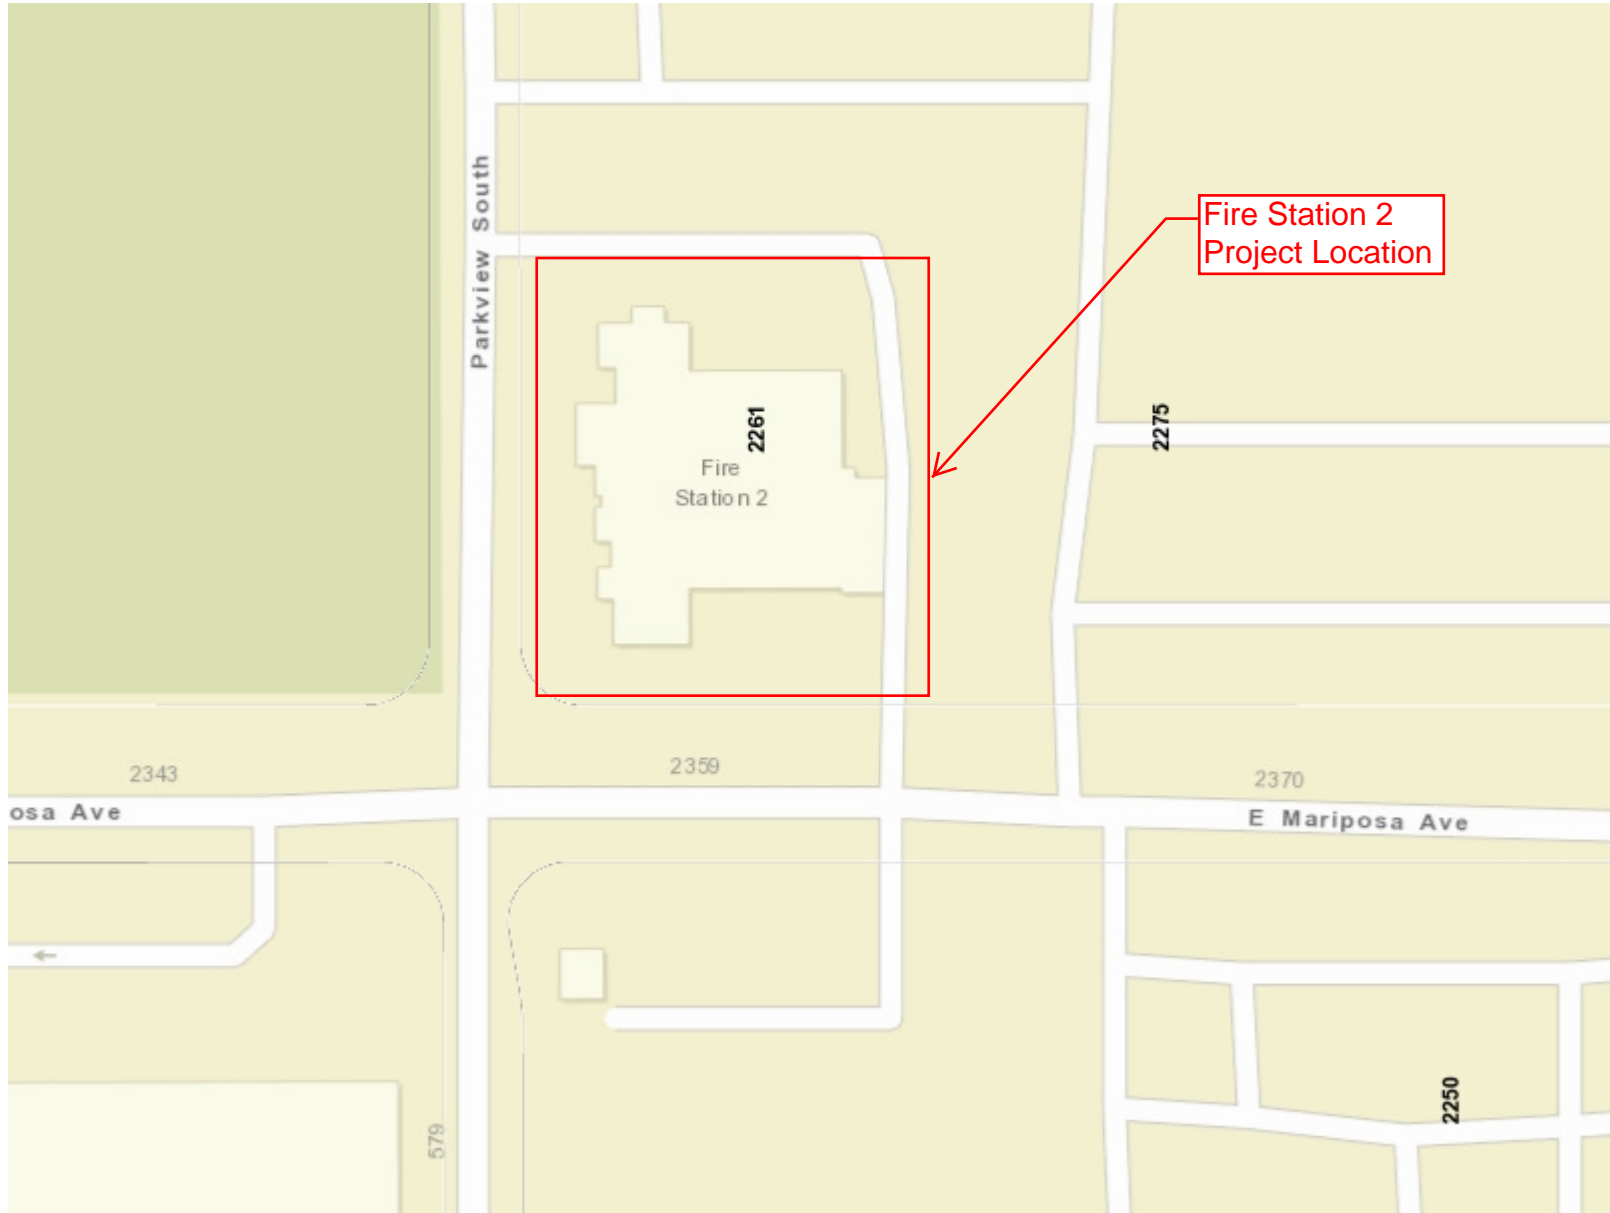 Parkview South
Fire Station 2
Project Location
2261
2275
Fire
Station 2
2343
2359
2370
osa Ave
E Mariposa Ave
2250
579